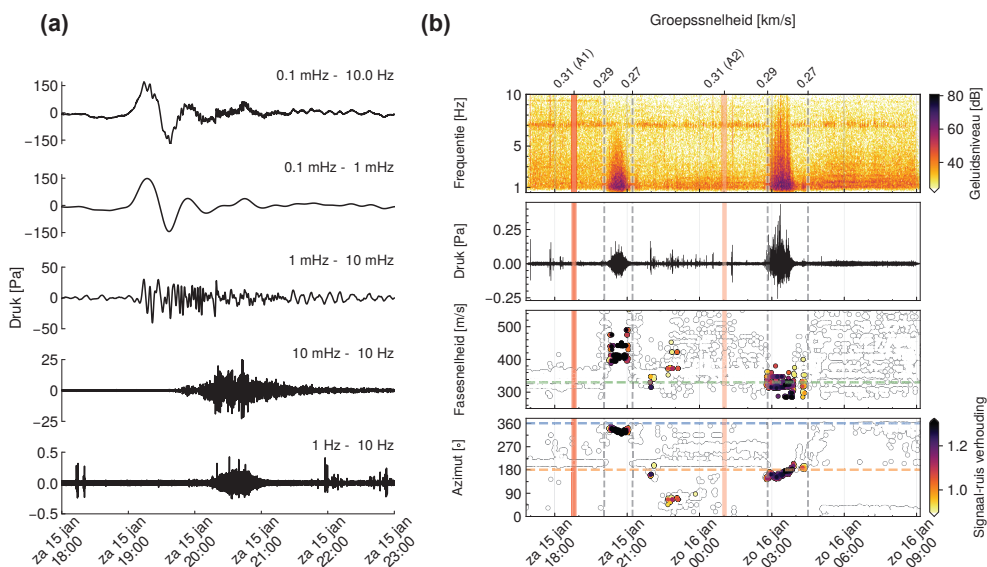 (a)
(b)
Groepssnelheid [km/s]
0.31 (A1)
0.29
0.27
0.31 (A2)
0.29
0.27
0.1 mHz - 10.0 Hz
150
0
−150
0.1 mHz - 1 mHz
150
0
−150
1 mHz - 10 mHz
50
0
−50
10 mHz - 10 Hz
25
0
−25
1 Hz - 10 Hz
0.5
0.0
−0.5
Druk [Pa]
za 15 jan
18:00
za 15 jan
19:00
za 15 jan
20:00
za 15 jan
21:00
za 15 jan
22:00
za 15 jan
23:00
Frequentie [Hz]
10
5
1
80
60
40
Geluidsniveau [dB]
Druk [Pa]
0.25
0.00
−0.25
Fasesnelheid [m/s]
500
400
300
Azimut [∘]
360
270
180
90
0
1.2
1.0
Signaal-ruis verhouding
za 15 jan
18:00
za 15 jan
21:00
zo 16 jan
00:00
zo 16 jan
03:00
zo 16 jan
06:00
zo 16 jan
09:00